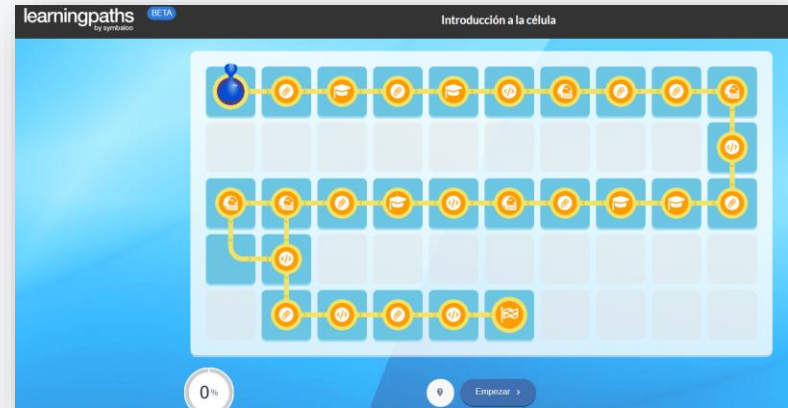 learningpaths BETA
by symbaloo
Introducción a la célula
0%
Empezar >